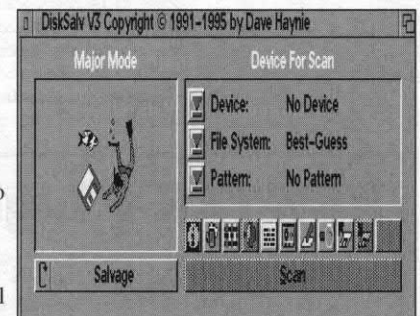 DiskSalv V3 Copyright © 1991-1995 by Dave Haynie
Major Mode
Device For Scan
Device: No Device
File System: Best-Guess
Pattern: No Pattern
Salvage
Scan